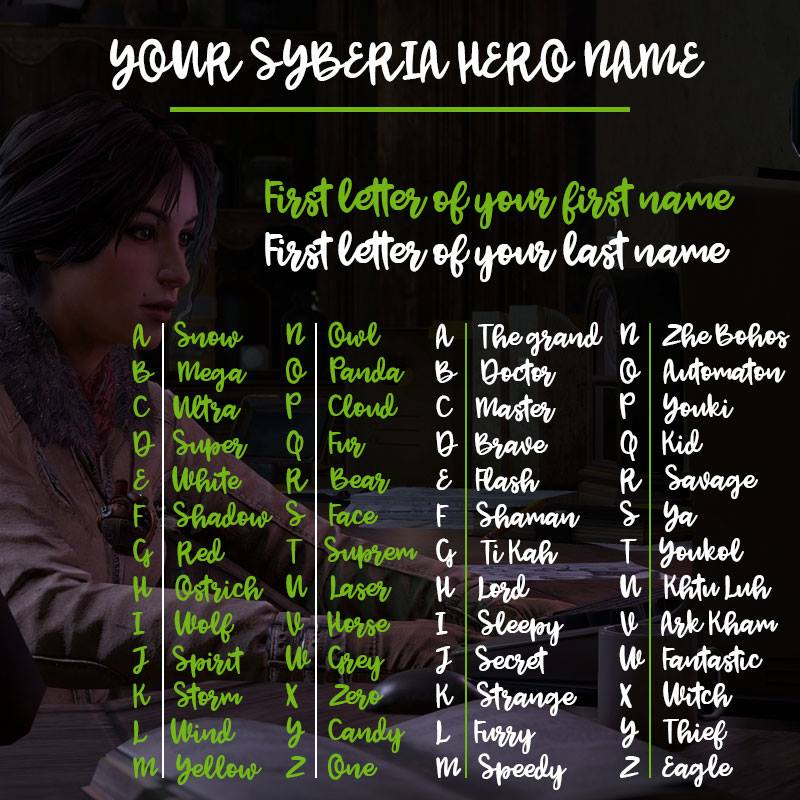 YOUR SYBERIA HERO NAME
First letter of your first name
First letter of your last name
A Snow N Owl A The grand N Zhe Bohos
B Mega O Panda B Doctor O Automaton
C Ultra P Cloud C Master P Youki
D Super Q Fur D Brave Q Kid
E White R Bear E Flash R Savage
F Shadow S Face F Shaman S Ya
G Red T Suprem G Ti Kah T Youkol
H Ostrich U Laser H Lord U Khtu Luh
I Wolf V Horse I Sleepy V Ark Kham
J Spirit W Grey J Secret W Fantastic
K Storm X Zero K Strange X Witch
L Wind Y Candy L Furry Y Thief
M Yellow Z One M Speedy Z Eagle